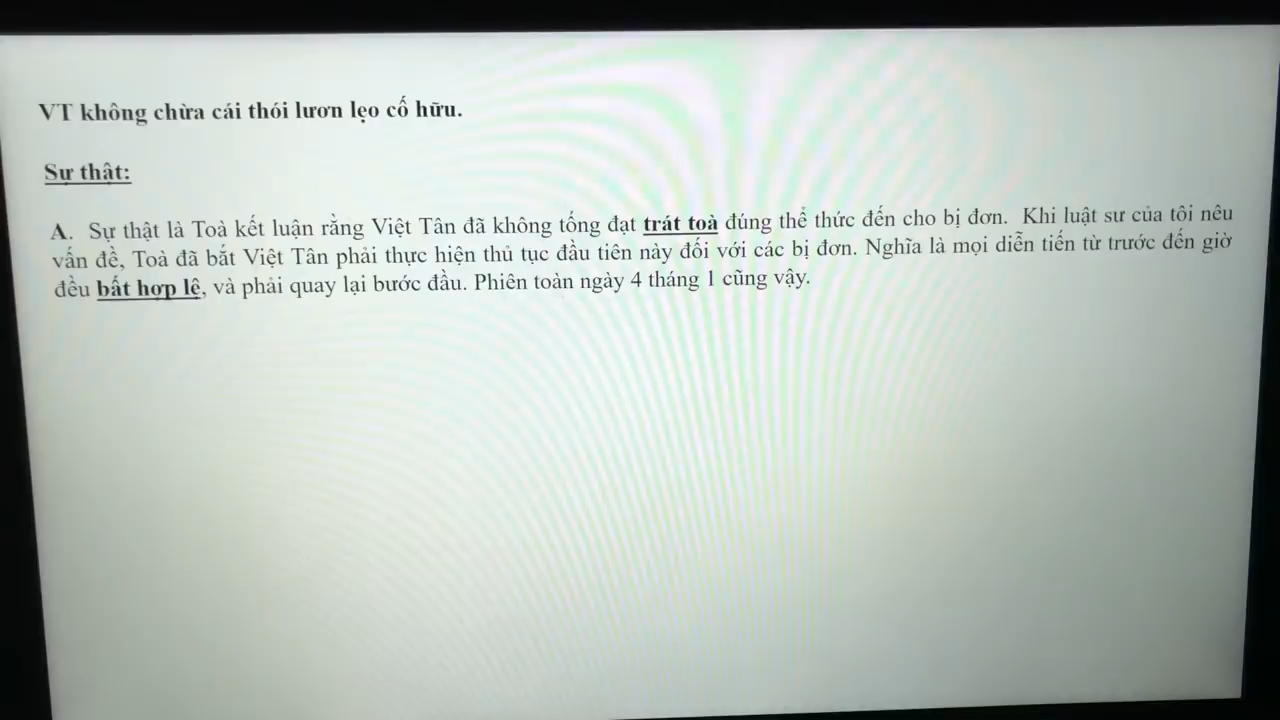 VT không chừa cái thói lươn lẹo cố hữu.
Sự thật:
A. Sự thật là Toà kết luận rằng Việt Tân đã không tống đạt trát toà đúng thể thức đến cho bị đơn. Khi luật sư của tôi nêu
vấn đề, Toà đã bắt Việt Tân phải thực hiện thủ tục đầu tiên này đối với các bị đơn. Nghĩa là mọi diễn tiến từ trước đến giờ
đều bất hợp lệ, và phải quay lại bước đầu. Phiên toàn ngày 4 tháng 1 cũng vậy.